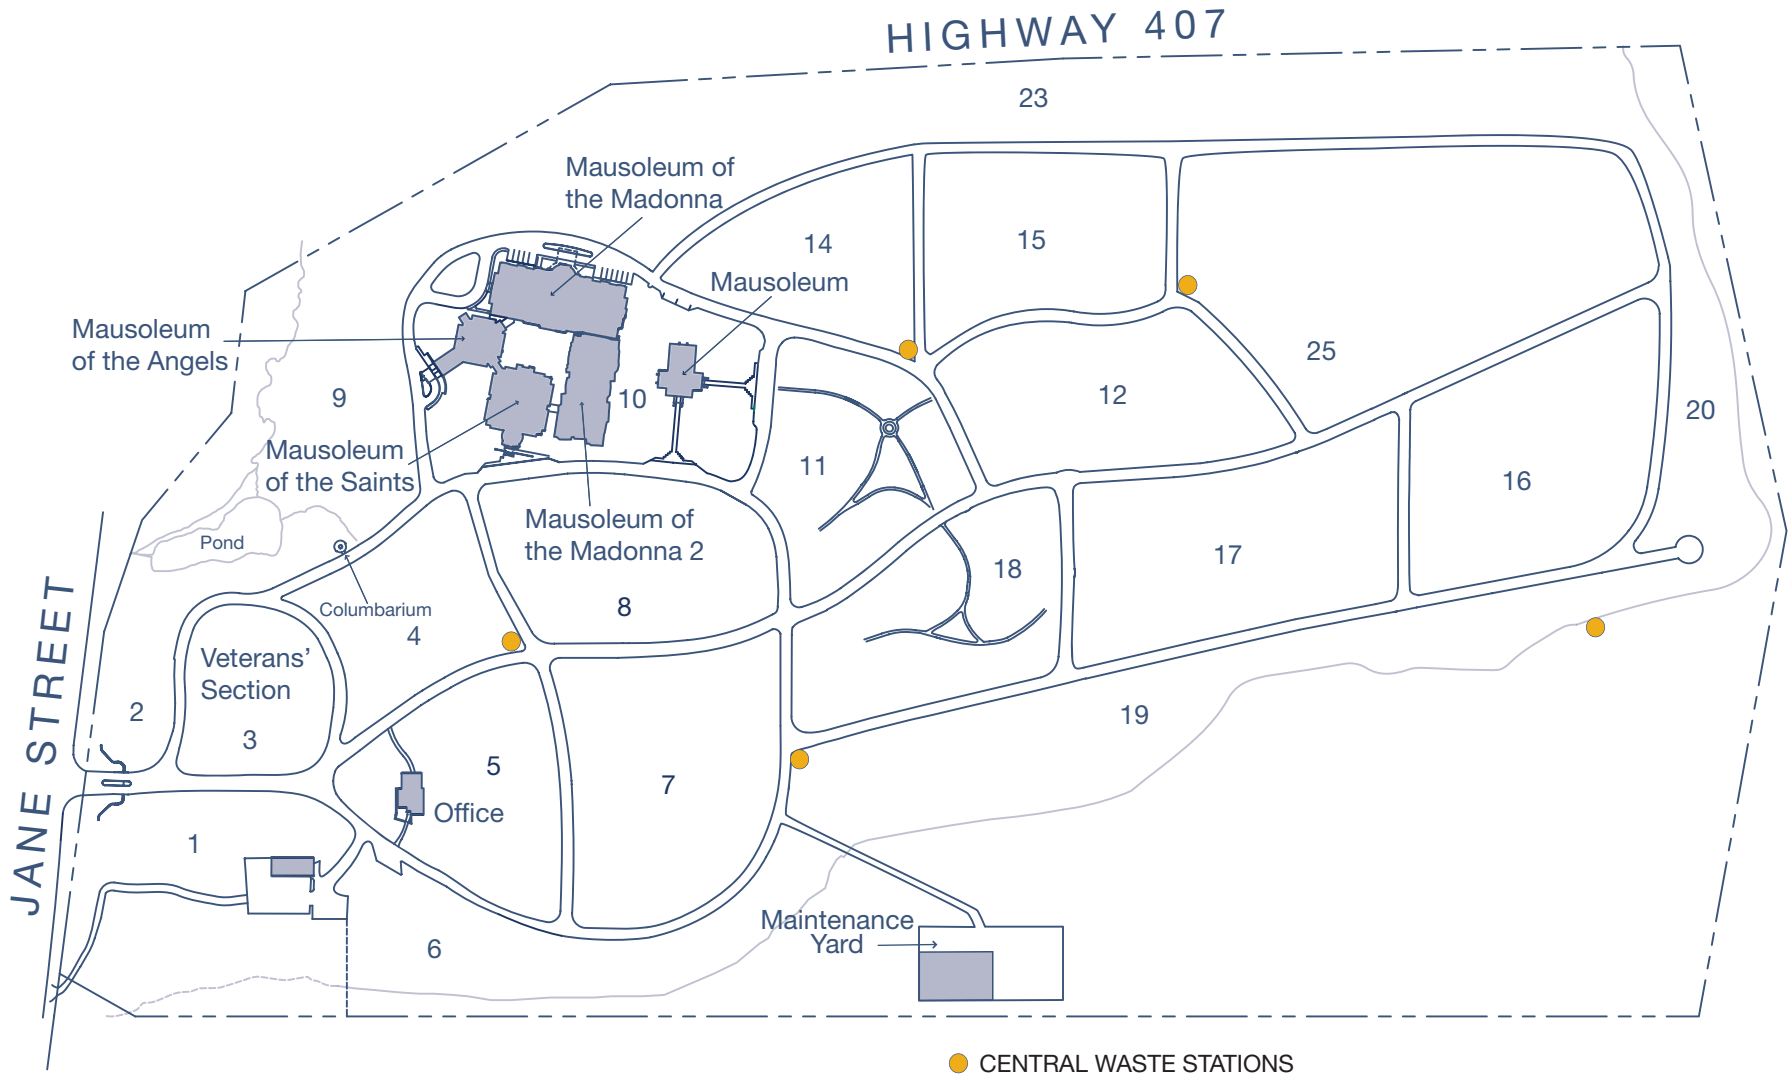 HIGHWAY 407
23
Mausoleum of
the Madonna
14
15
Mausoleum
Mausoleum
of the Angels
25
9
10
12
20
Mausoleum
of the Saints
11
16
Mausoleum of
the Madonna 2
Pond
17
18
Columbarium
8
4
JANE STREET
Veterans’
Section
2
3
19
5
7
Office
1
6
Maintenance
Yard
CENTRAL WASTE STATIONS